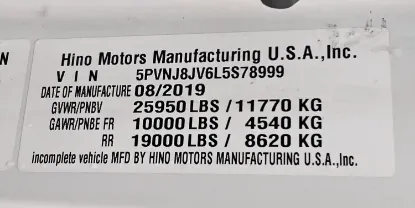 N
Hino Motors Manufacturing U.S.A.,Inc.
V I N 5PVNJ8JV6L5S78999
DATE OF MANUFACTURE 08/2019
GVWR/PNBV 25950 LBS / 11770 KG
GAWR/PNBE FR 10000 LBS / 4540 KG
RR 19000 LBS / 8620 KG
incomplete vehicle MFD BY HINO MOTORS MANUFACTURING U.S.A.,Inc.